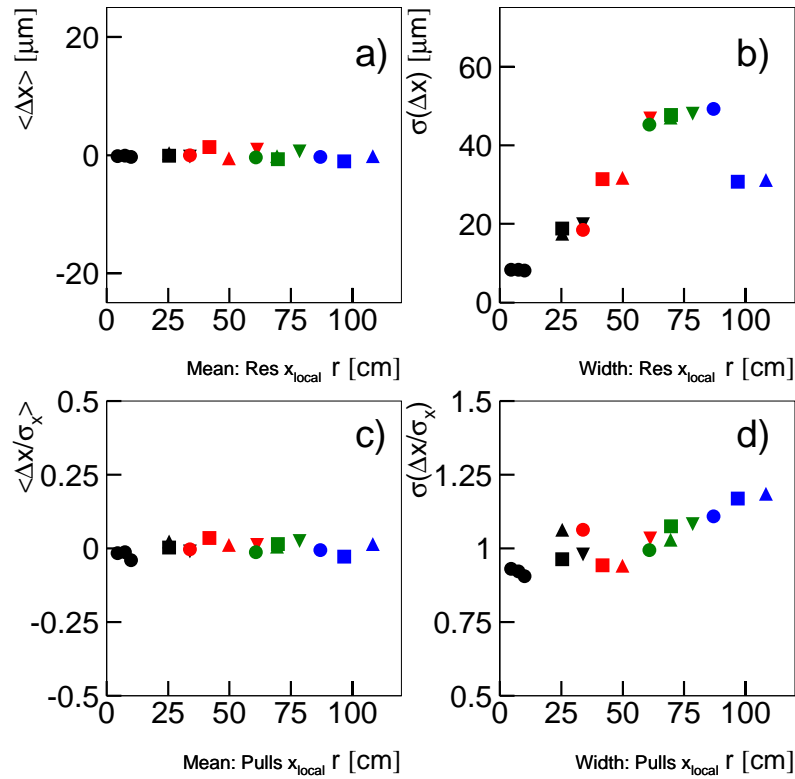 <Δx> [μm]
20
0
-20
a)
0 25 50 75 100
Mean: Res x_local r [cm]
σ(Δx) [μm]
60
40
20
0
b)
0 25 50 75 100
Width: Res x_local r [cm]
<Δx/σ_x>
0.5
0.25
0
-0.25
-0.5
c)
0 25 50 75 100
Mean: Pulls x_local r [cm]
σ(Δx/σ_x)
1.5
1.25
1
0.75
0.5
d)
0 25 50 75 100
Width: Pulls x_local r [cm]